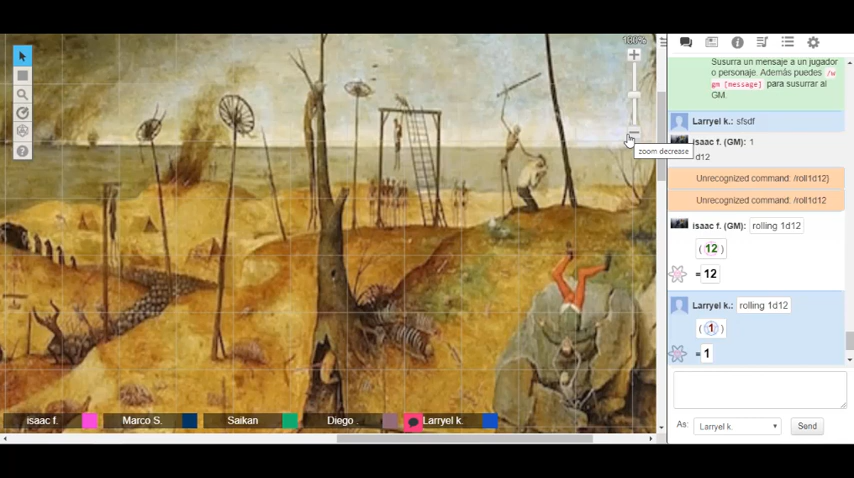 100%
zoom decrease
Susurra un mensaje a un jugador
o personaje. Además puedes /w
gm [message] para susurrar al
GM.
Larryel k.: sfsdf
isaac f. (GM): 1
d12
Unrecognized command: /roll1d12}
Unrecognized command: /roll1d12
isaac f. (GM): rolling 1d12
(12)
=12
Larryel k.: rolling 1d12
(1)
=1
As: Larryel k. Send
isaac f. Marco S. Saikan Diego . Larryel k.